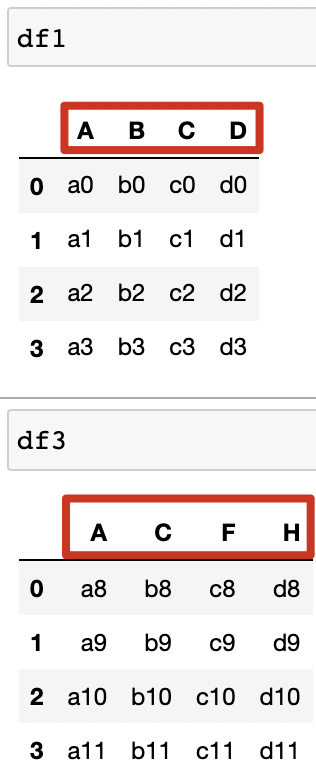 df1
A B C D
0 a0 b0 c0 d0
1 a1 b1 c1 d1
2 a2 b2 c2 d2
3 a3 b3 c3 d3
df3
A C F H
0 a8 b8 c8 d8
1 a9 b9 c9 d9
2 a10 b10 c10 d10
3 a11 b11 c11 d11